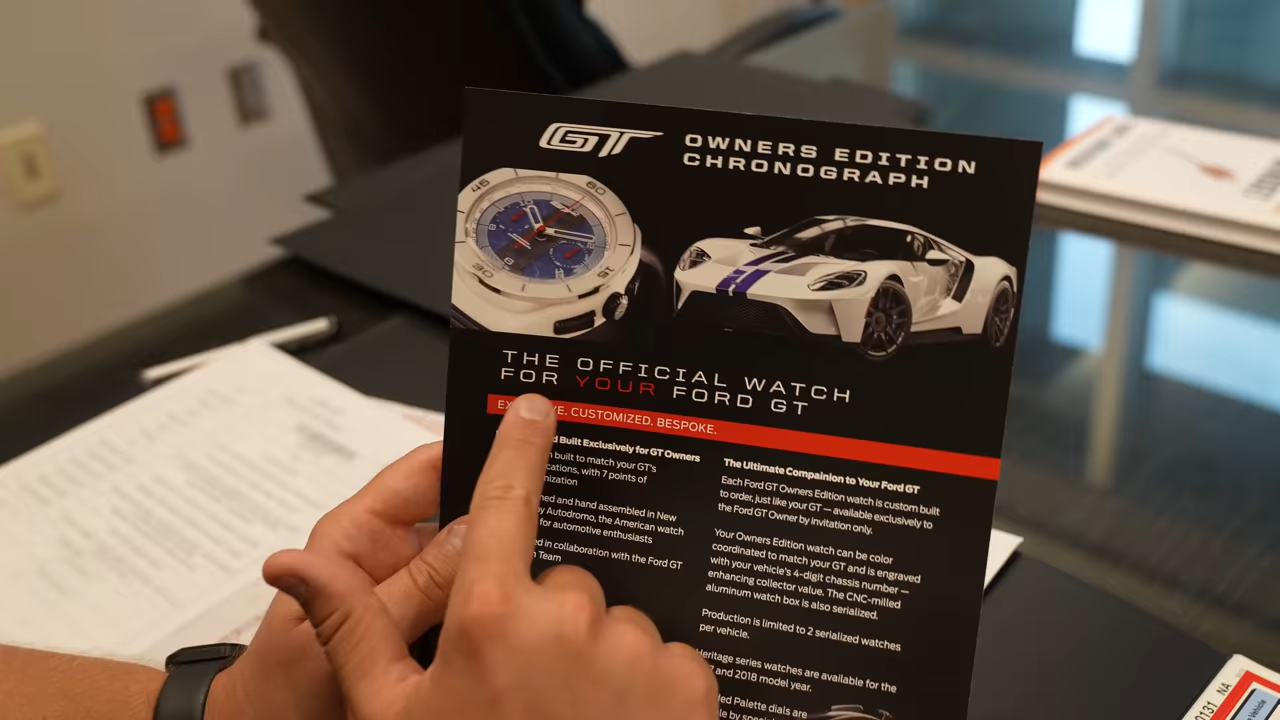 GT
OWNERS EDITION
CHRONOGRAPH
45
60
30
15
THE OFFICIAL WATCH
FOR YOUR FORD GT
CUSTOMIZED. BESPOKE.
Built Exclusively for GT Owners
built to match your GT's
with 7 points of
and hand assembled in New
by Autodromo, the American watch
for automotive enthusiasts
in collaboration with the Ford GT
Team
The Ultimate Compainion to Your Ford GT
Each Ford GT Owners Edition watch is custom built
to order, just like your GT — available exclusively to
the Ford GT Owner by invitation only.
Your Owners Edition watch can be color
coordinated to match your GT and is engraved
with your vehicle's 4-digit chassis number —
enhancing collector value. The CNC-milled
aluminum watch box is also serialized.
Production is limited to 2 serialized watches
per vehicle.
Heritage series watches are available for the
and 2018 model year.
Palette dials are
by
131 NA
Vehicle